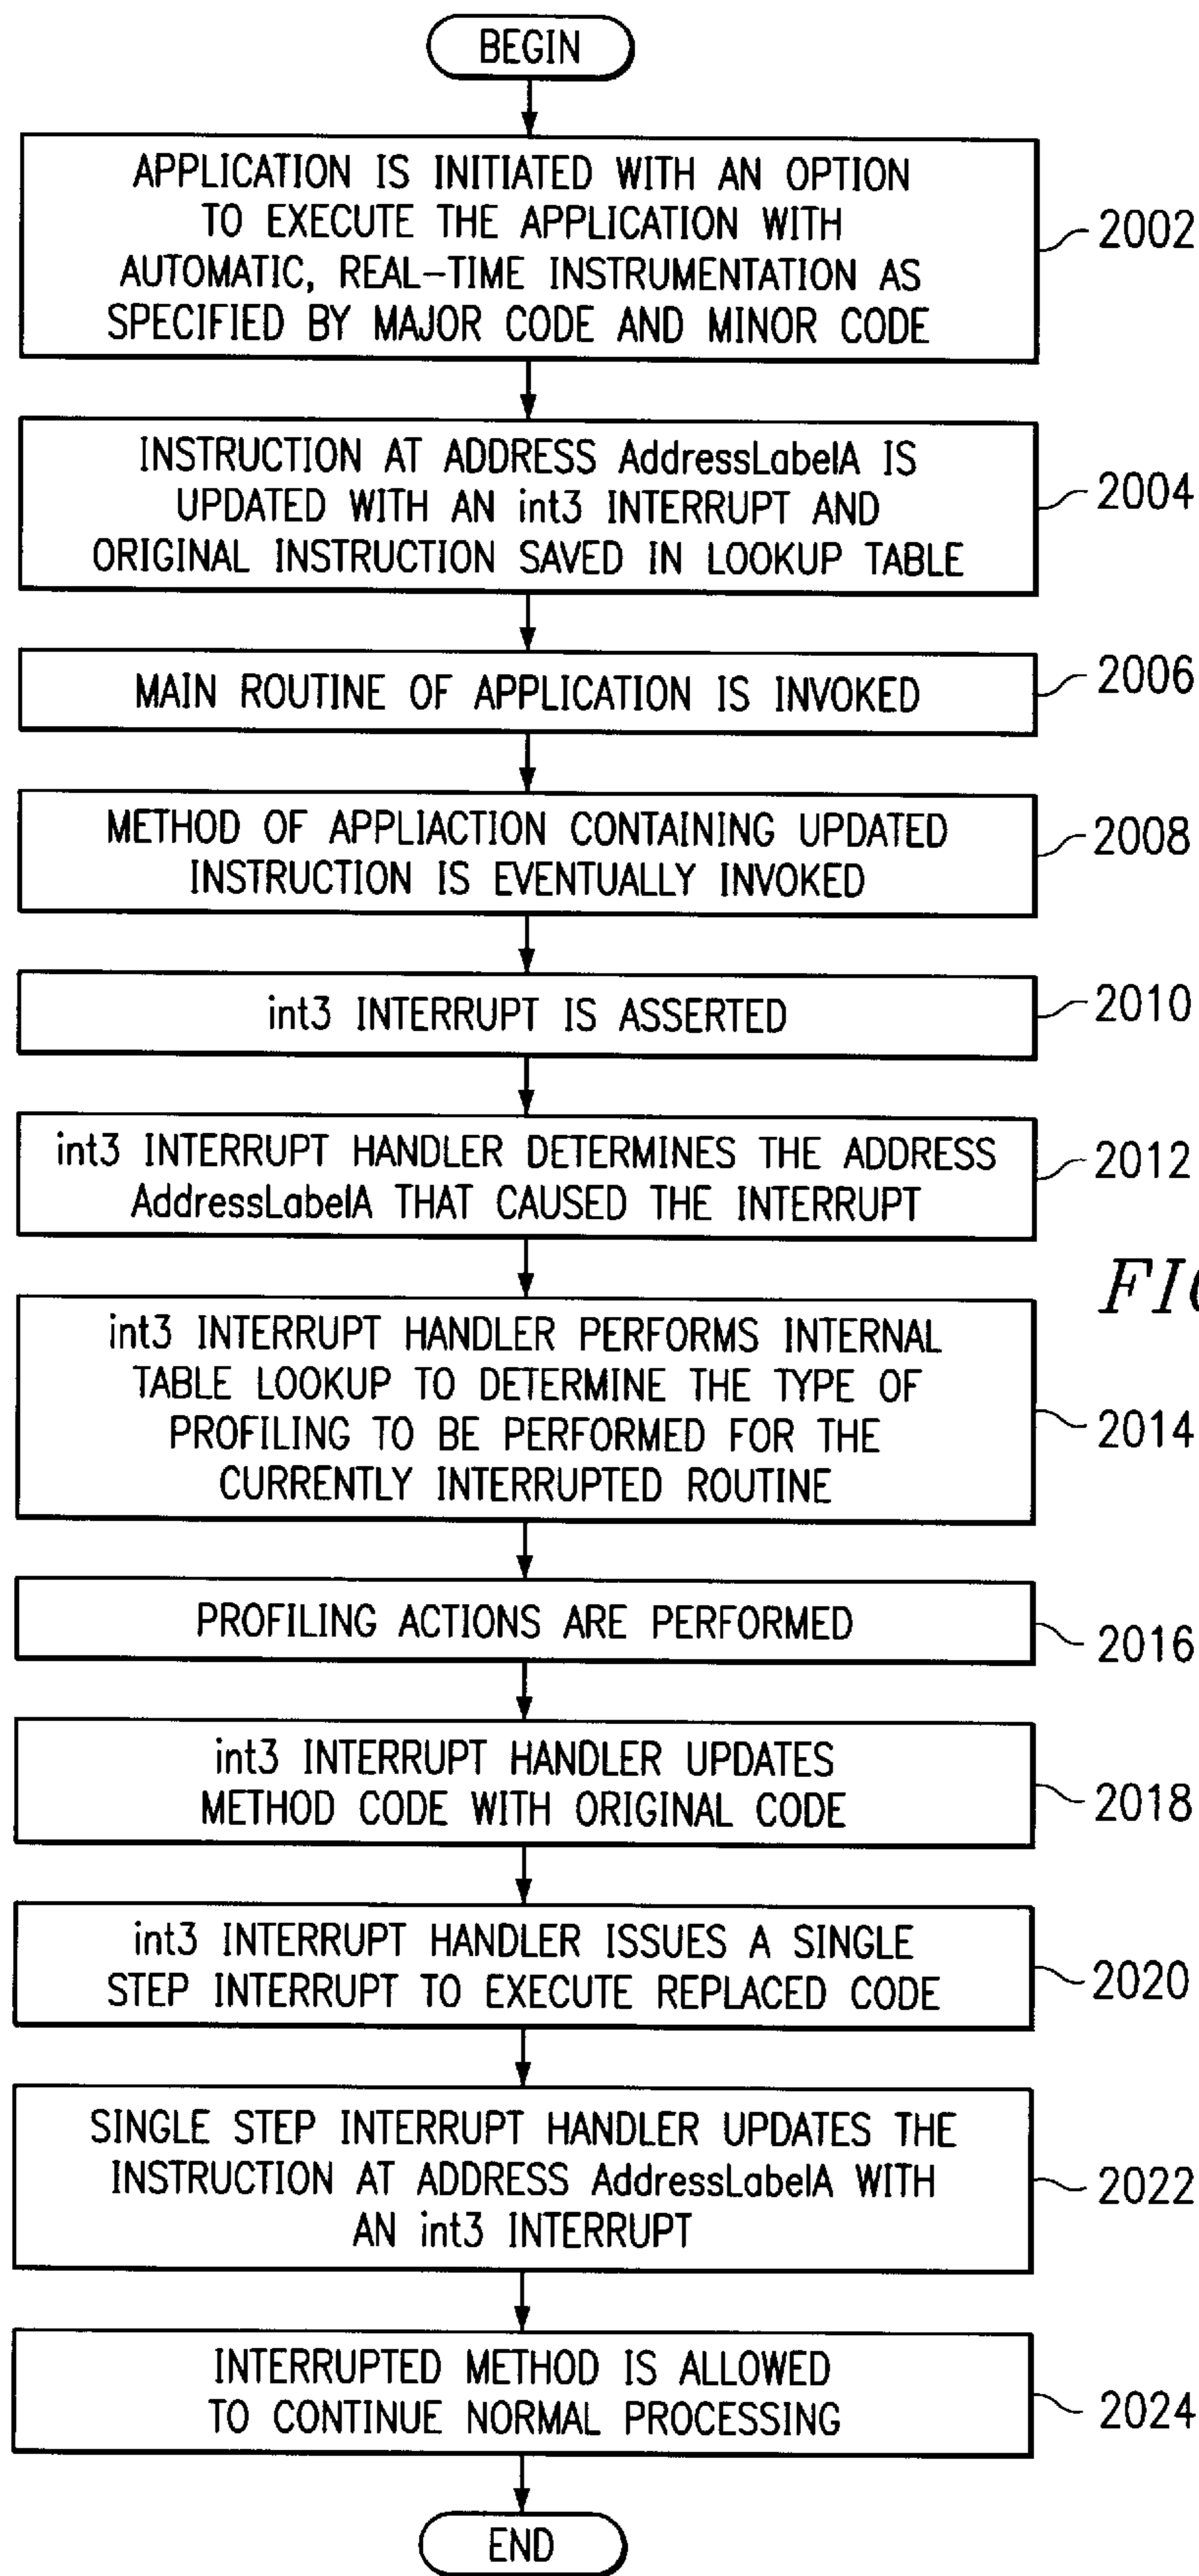 BEGIN
APPLICATION IS INITIATED WITH AN OPTION
TO EXECUTE THE APPLICATION WITH
AUTOMATIC, REAL-TIME INSTRUMENTATION AS
SPECIFIED BY MAJOR CODE AND MINOR CODE
2002
INSTRUCTION AT ADDRESS AddressLabelA IS
UPDATED WITH AN int3 INTERRUPT AND
ORIGINAL INSTRUCTION SAVED IN LOOKUP TABLE
2004
MAIN ROUTINE OF APPLICATION IS INVOKED
2006
METHOD OF APPLIACTION CONTAINING UPDATED
INSTRUCTION IS EVENTUALLY INVOKED
2008
int3 INTERRUPT IS ASSERTED
2010
int3 INTERRUPT HANDLER DETERMINES THE ADDRESS
AddressLabelA THAT CAUSED THE INTERRUPT
2012
int3 INTERRUPT HANDLER PERFORMS INTERNAL
TABLE LOOKUP TO DETERMINE THE TYPE OF
PROFILING TO BE PERFORMED FOR THE
CURRENTLY INTERRUPTED ROUTINE
2014
PROFILING ACTIONS ARE PERFORMED
2016
int3 INTERRUPT HANDLER UPDATES
METHOD CODE WITH ORIGINAL CODE
2018
int3 INTERRUPT HANDLER ISSUES A SINGLE
STEP INTERRUPT TO EXECUTE REPLACED CODE
2020
SINGLE STEP INTERRUPT HANDLER UPDATES THE
INSTRUCTION AT ADDRESS AddressLabelA WITH
AN int3 INTERRUPT
2022
INTERRUPTED METHOD IS ALLOWED
TO CONTINUE NORMAL PROCESSING
2024
END